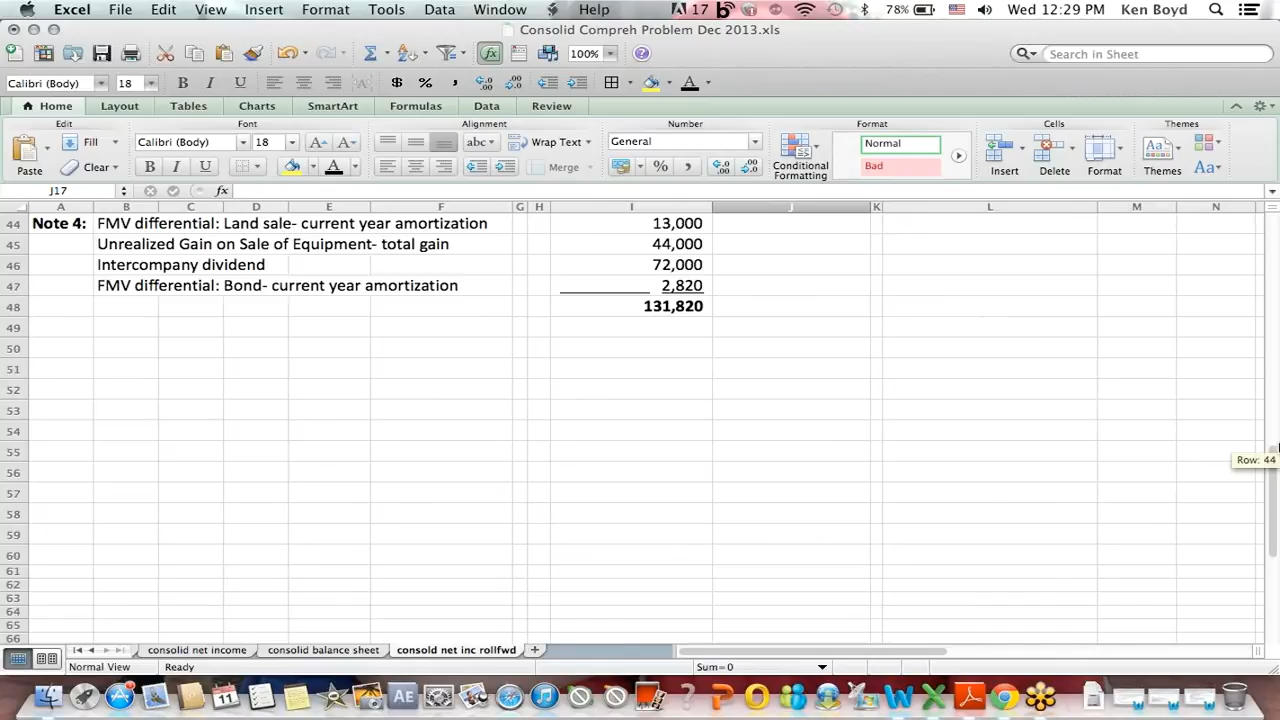 Excel File Edit View Insert Format Tools Data Window Help 17 78% Wed 12:29 PM Ken Boyd
Consolid Compreh Problem Dec 2013.xls
100% Search in Sheet
Calibri (Body) 18 B I U $ % ,
Home Layout Tables Charts SmartArt Formulas Data Review
Edit Font Alignment Number Format Cells Themes
Fill Calibri (Body) 18 A A abc Wrap Text General Normal
Paste Clear B I U A Merge % , Conditional Formatting Bad Insert Delete Format Themes Aa
J17 fx
A B C D E F G H I J K L M N
44 Note 4: FMV differential: Land sale- current year amortization 13,000
45 Unrealized Gain on Sale of Equipment- total gain 44,000
46 Intercompany dividend 72,000
47 FMV differential: Bond- current year amortization 2,820
48 131,820
49
50
51
52
53
54
55
Row: 44
56
57
58
59
60
61
62
63
64
65
66
consolid net income consolid balance sheet consold net inc rollfwd
Normal View Ready Sum=0
AE W X